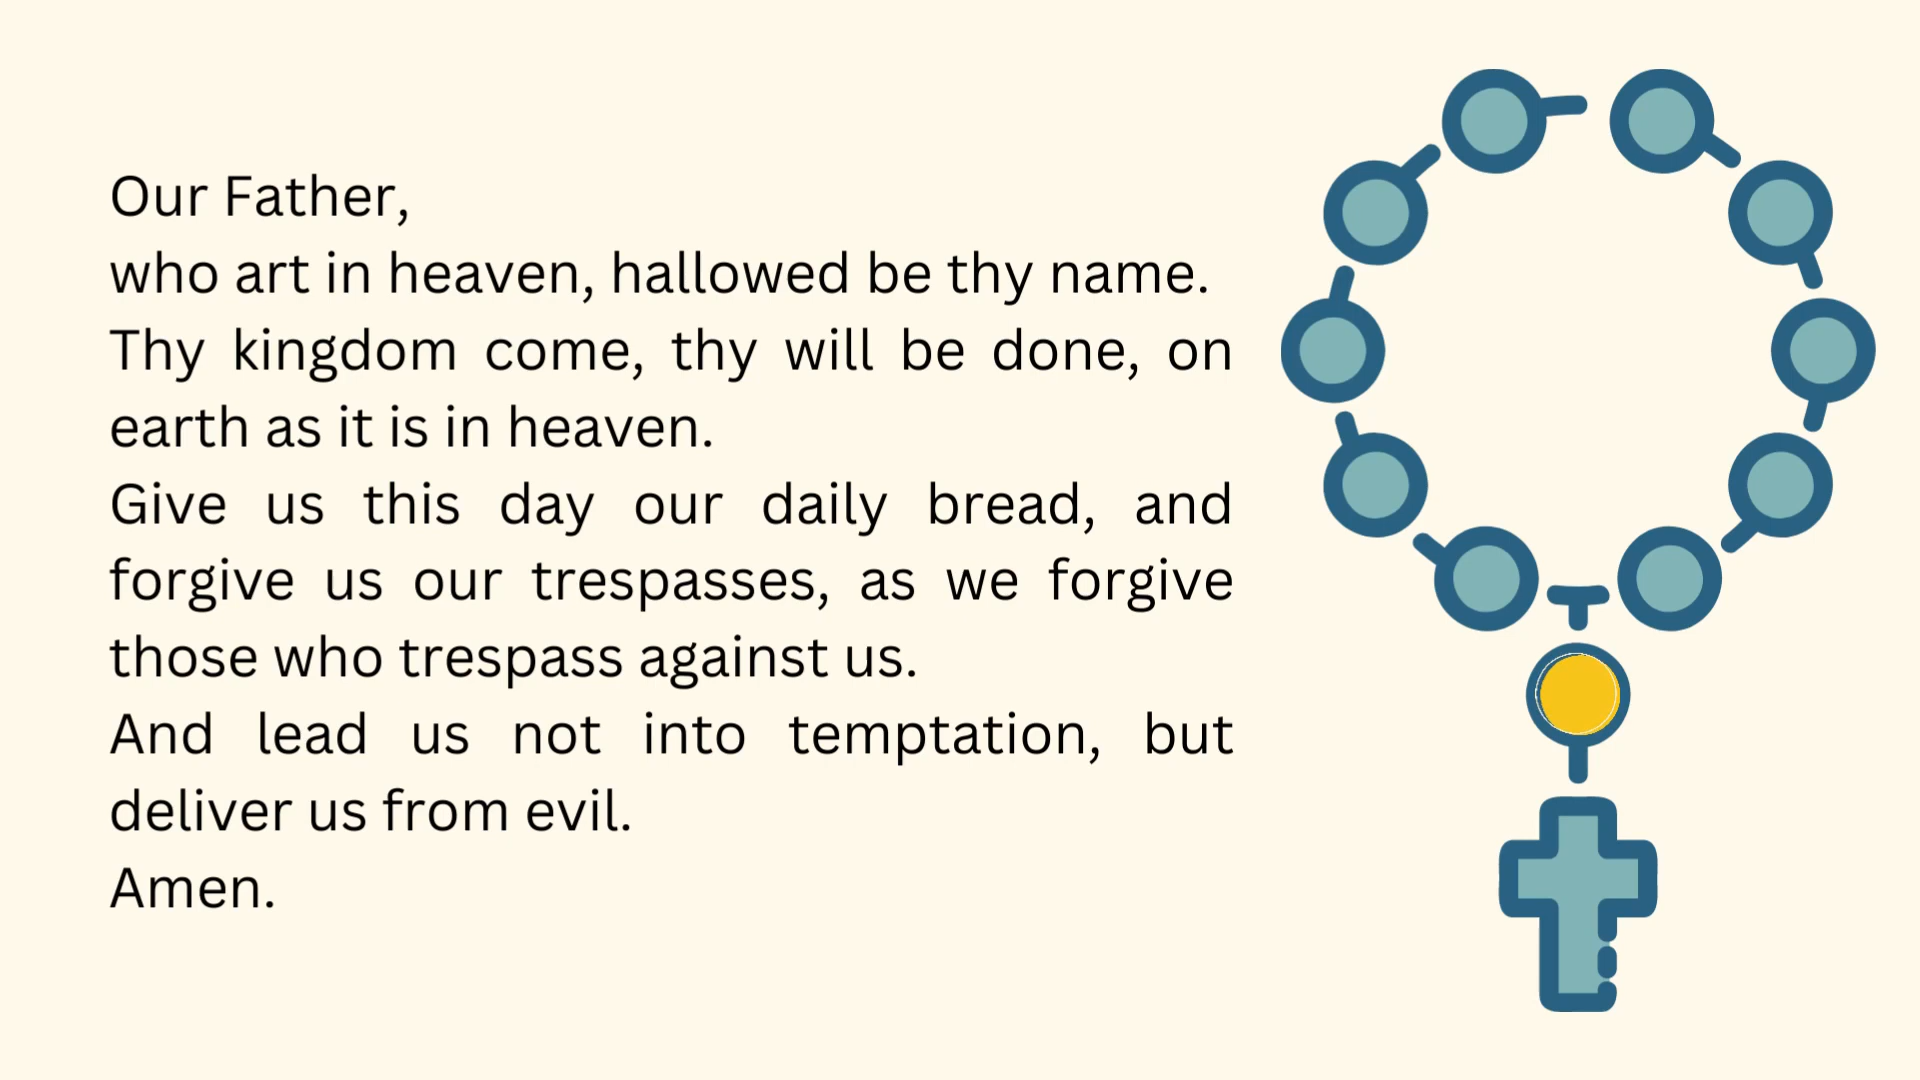 Our Father,
who art in heaven, hallowed be thy name.
Thy kingdom come, thy will be done, on
earth as it is in heaven.
Give us this day our daily bread, and
forgive us our trespasses, as we forgive
those who trespass against us.
And lead us not into temptation, but
deliver us from evil.
Amen.